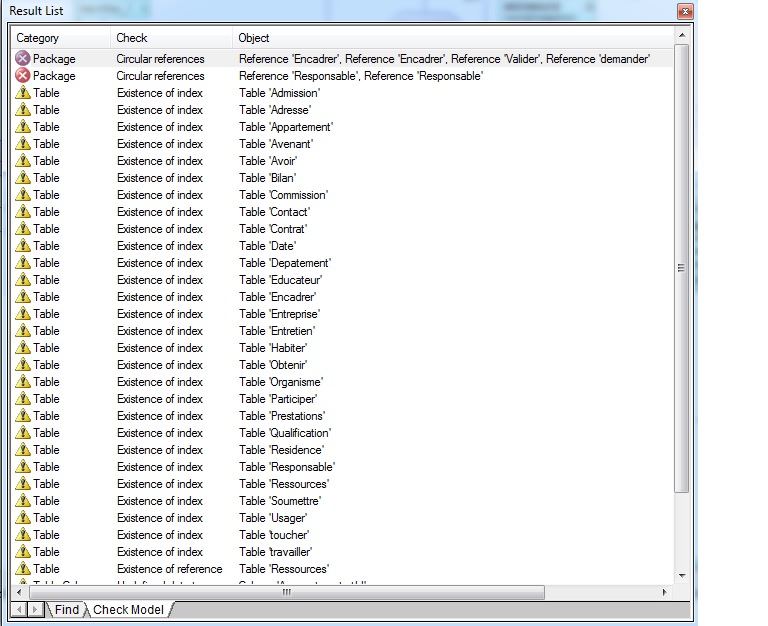 Result List
Category Check Object
Package Circular references Reference 'Encadrer', Reference 'Encadrer', Reference 'Valider', Reference 'demander'
Package Circular references Reference 'Responsable', Reference 'Responsable'
Table Existence of index Table 'Admission'
Table Existence of index Table 'Adresse'
Table Existence of index Table 'Appartement'
Table Existence of index Table 'Avenant'
Table Existence of index Table 'Avoir'
Table Existence of index Table 'Bilan'
Table Existence of index Table 'Commission'
Table Existence of index Table 'Contact'
Table Existence of index Table 'Contrat'
Table Existence of index Table 'Date'
Table Existence of index Table 'Depatement'
Table Existence of index Table 'Educateur'
Table Existence of index Table 'Encadrer'
Table Existence of index Table 'Entreprise'
Table Existence of index Table 'Entretien'
Table Existence of index Table 'Habiter'
Table Existence of index Table 'Obtenir'
Table Existence of index Table 'Organisme'
Table Existence of index Table 'Participer'
Table Existence of index Table 'Prestations'
Table Existence of index Table 'Qualification'
Table Existence of index Table 'Residence'
Table Existence of index Table 'Responsable'
Table Existence of index Table 'Ressources'
Table Existence of index Table 'Soumettre'
Table Existence of index Table 'Usager'
Table Existence of index Table 'toucher'
Table Existence of index Table 'travailler'
Table Existence of reference Table 'Ressources'
Find Check Model